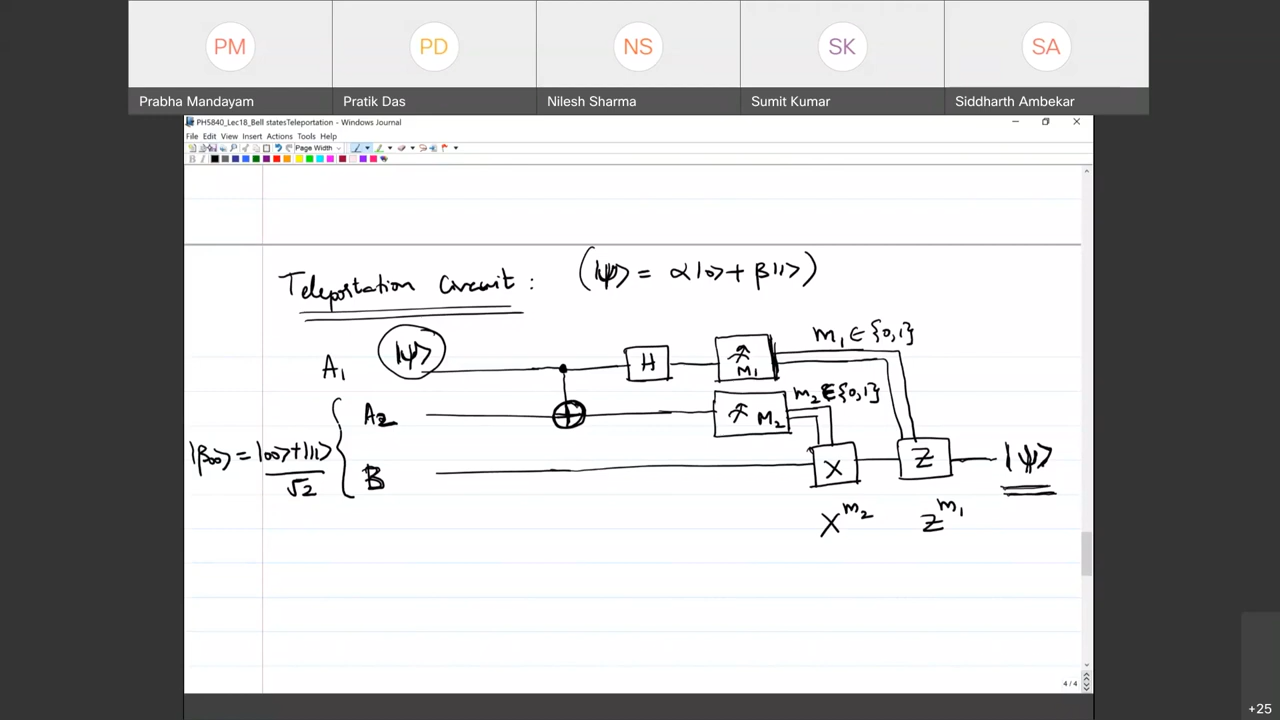 PM PD NS SK SA
Prabha Mandayam Pratik Das Nilesh Sharma Sumit Kumar Siddharth Ambekar
PH5840_Lec18_Bell statesTeleportation - Windows Journal
File Edit View Insert Actions Tools Help
Page Width
B I
Teleportation Circuit : (|ψ> = α|0> + β|1>)
A₁ |ψ> H M₁ m₁ ∈ {0,1}
A₂ M₂ m₂ ∈ {0,1}
|β₀₀> = |00>+|11> / √2
B X Z |ψ>
X^m₂ Z^m₁
4 / 4
+25